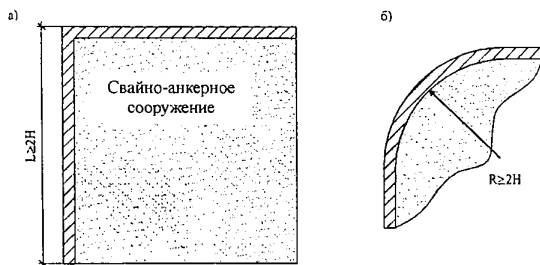 а)
б)
Свайно-анкерное
сооружение
L≥2H
R≥2H